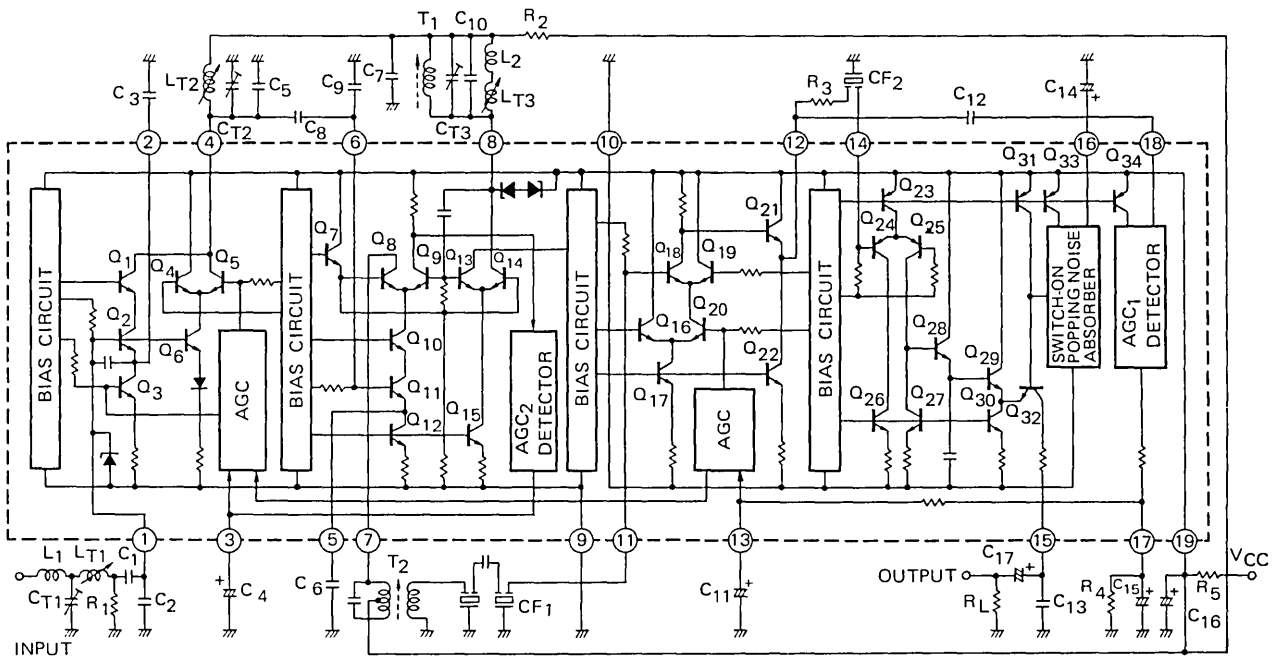 T1 C10 R2
LT2 C5 C9 C7 L2 CF2
C3 LT3 R3 C12 C14 +
CT2 C8 CT3
2 4 6 8 10 12 14 16 18
Q31 Q33 Q34
Q23
Q7 Q21 Q24 Q25
Q1 Q4 Q5 Q8 Q9 Q13 Q14 Q18 Q19
BIAS CIRCUIT
BIAS CIRCUIT
BIAS CIRCUIT
BIAS CIRCUIT
SWITCH-ON
POPPING NOISE
ABSORBER
AGC1
DETECTOR
Q2 Q6 Q10 Q16 Q20 Q28
Q3 Q11 Q22 Q29
AGC
Q12 Q15 Q17 Q26 Q27 Q30 Q32
AGC2
DETECTOR
AGC
1 3 5 7 9 11 13 15 17 19
L1 LT1 C1 T2 C17 VCC
+ C4 C6 C11 + OUTPUT + + +
CT1 R1 C2 CF1 RL C13 R4 C15 R5
C16
INPUT